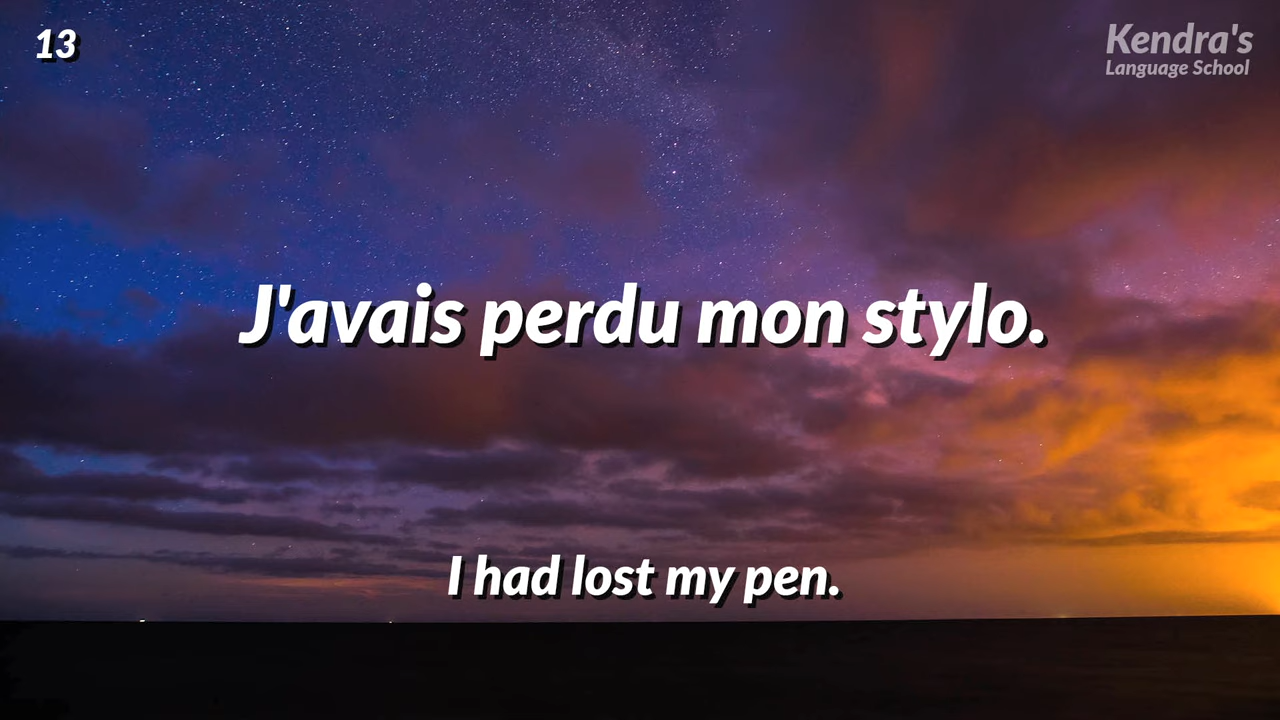 13
Kendra's
Language School
J'avais perdu mon stylo.
I had lost my pen.